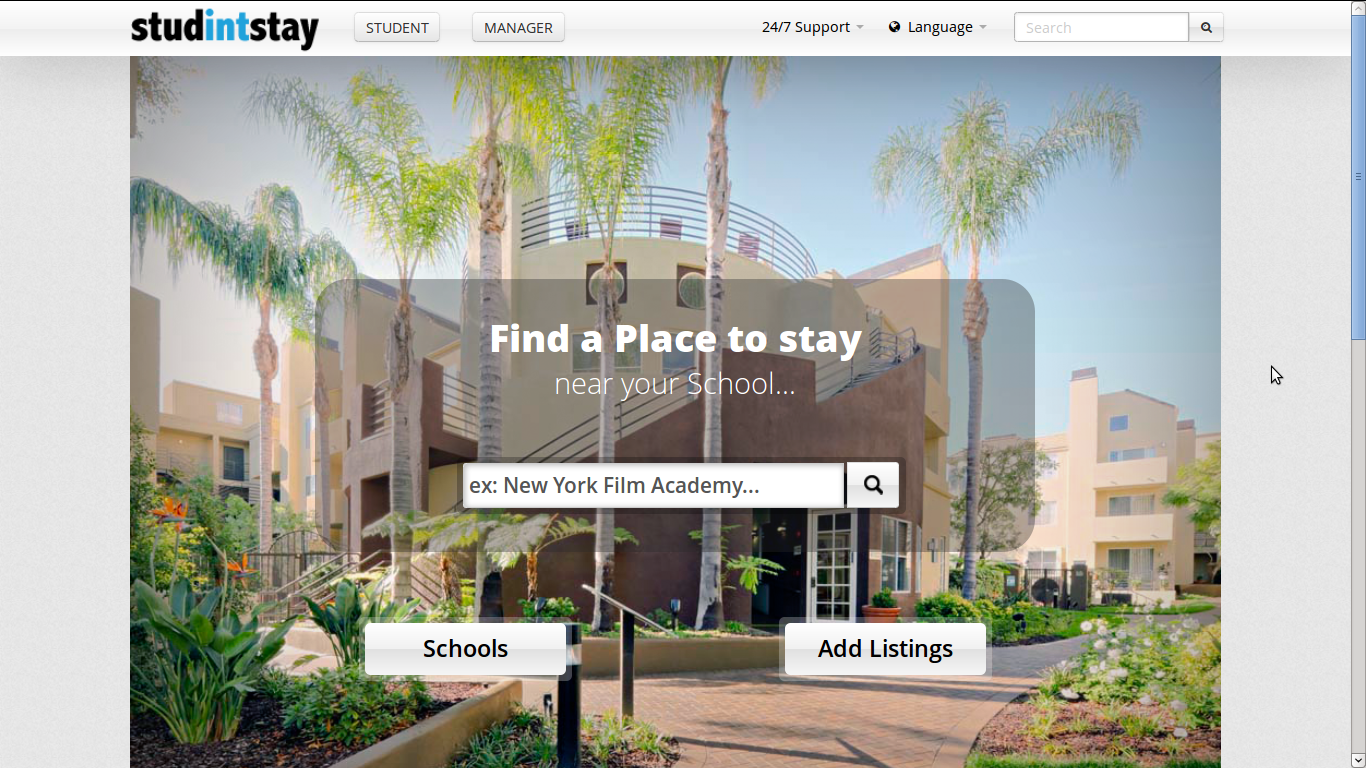 studintstay
STUDENT
MANAGER
24/7 Support
Language
Search
Find a Place to stay
near your School...
ex: New York Film Academy...
Schools
Add Listings